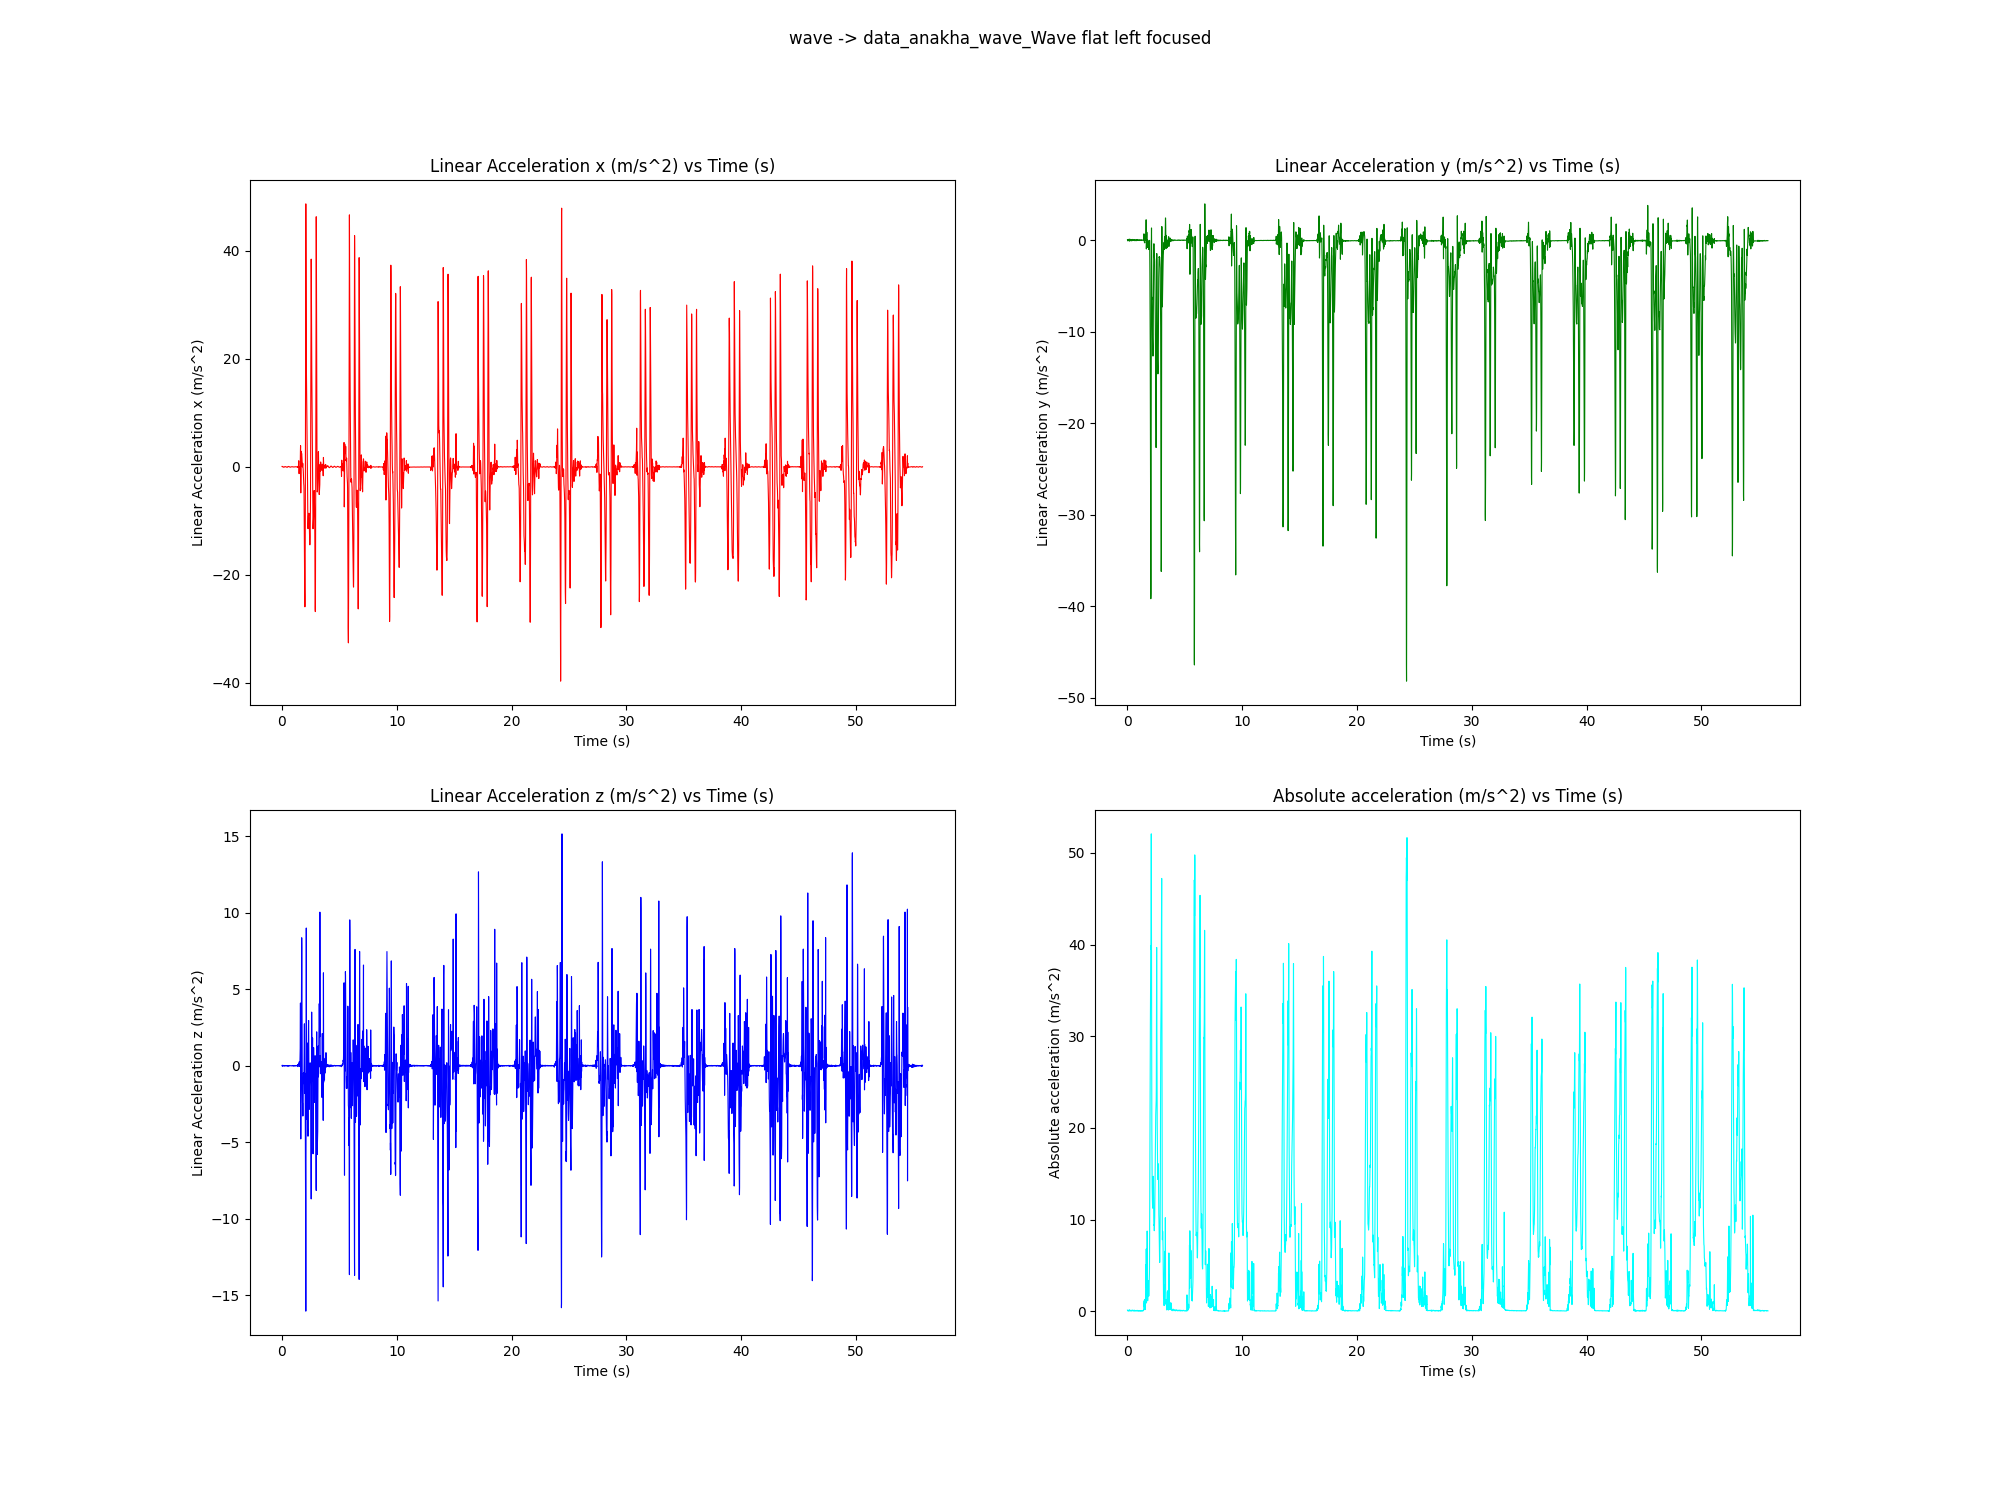 wave -> data_anakha_wave_Wave flat left focused
Linear Acceleration x (m/s^2) vs Time (s)
Linear Acceleration x (m/s^2)
40
20
0
−20
−40
0 10 20 30 40 50
Time (s)
Linear Acceleration y (m/s^2) vs Time (s)
Linear Acceleration y (m/s^2)
0
−10
−20
−30
−40
−50
0 10 20 30 40 50
Time (s)
Linear Acceleration z (m/s^2) vs Time (s)
Linear Acceleration z (m/s^2)
15
10
5
0
−5
−10
−15
0 10 20 30 40 50
Time (s)
Absolute acceleration (m/s^2) vs Time (s)
Absolute acceleration (m/s^2)
50
40
30
20
10
0
0 10 20 30 40 50
Time (s)